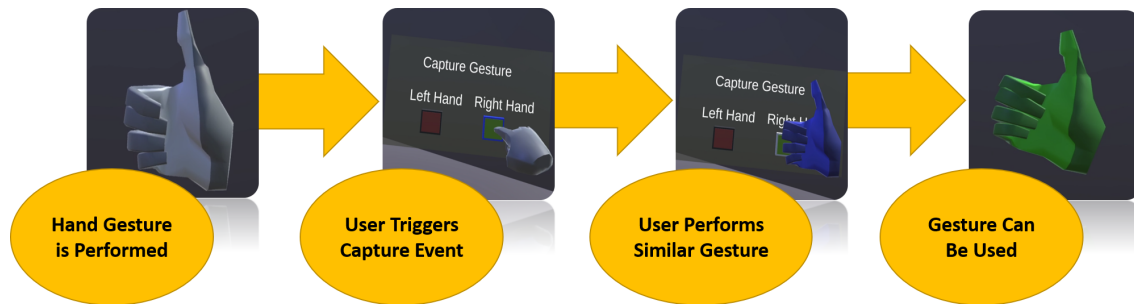 Capture Gesture
Left Hand Right Hand
Capture Gesture
Left Hand Right H
Hand Gesture
is Performed
User Triggers
Capture Event
User Performs
Similar Gesture
Gesture Can
Be Used